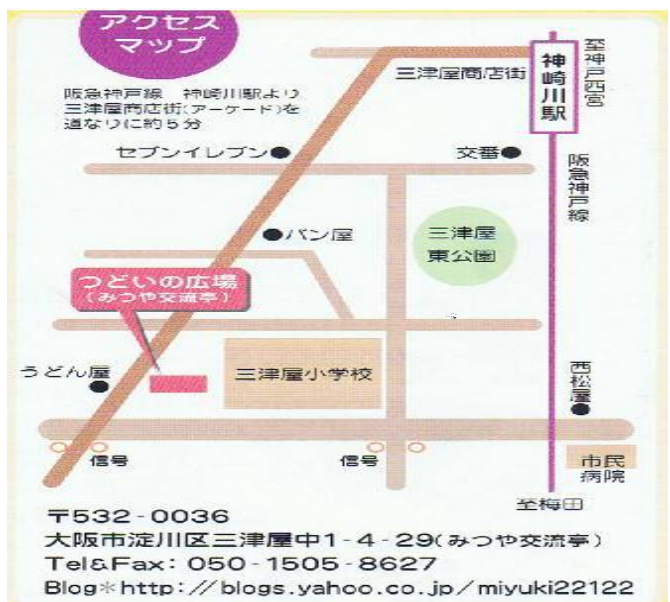 アクセス
マップ
阪急神戸線　神崎川駅より
三津屋商店街(アーケード)を
道なりに約5分
三津屋商店街
神崎川駅
至神戸西宮
阪急神戸線
セブンイレブン
交番
パン屋
三津屋
東公園
つどいの広場
(みつや交流亭)
うどん屋
三津屋小学校
西松屋
信号
信号
市民
病院
至梅田
〒532-0036
大阪市淀川区三津屋中1-4-29(みつや交流亭)
Tel&Fax: 050-1505-8627
Blog*http://blogs.yahoo.co.jp/miyuki22122